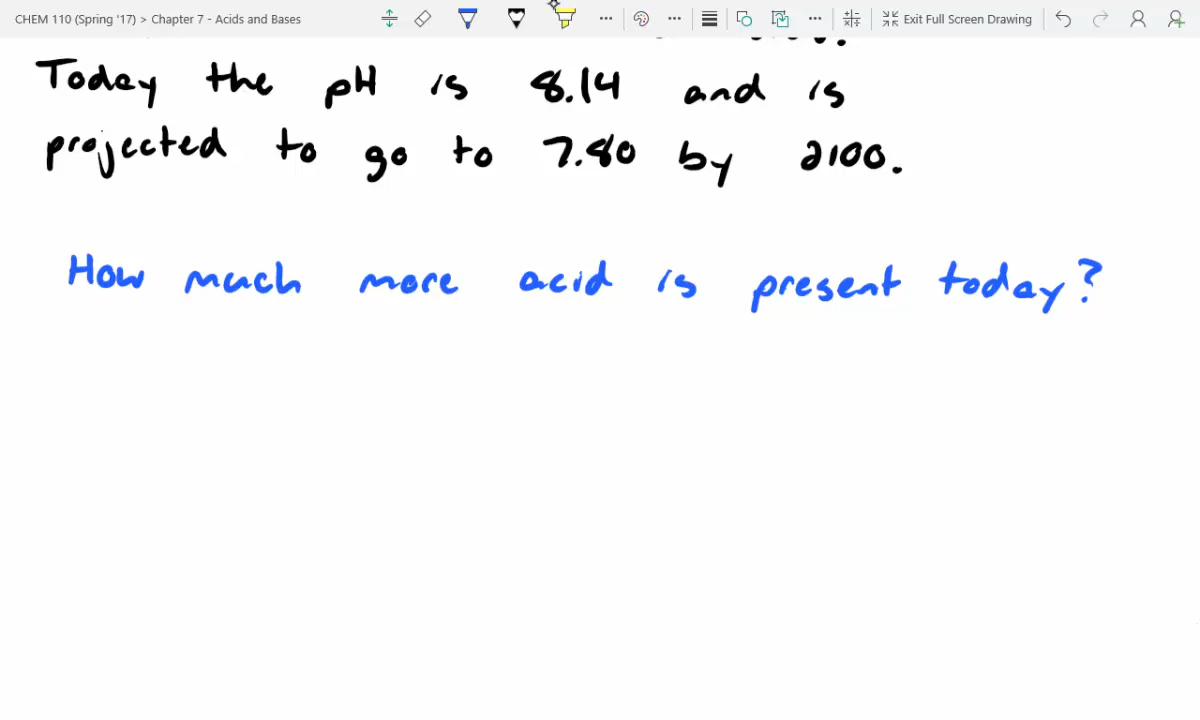 CHEM 110 (Spring '17) > Chapter 7 - Acids and Bases
Exit Full Screen Drawing
Today the pH is 8.14 and is
projected to go to 7.80 by 2100.
How much more acid is present today?